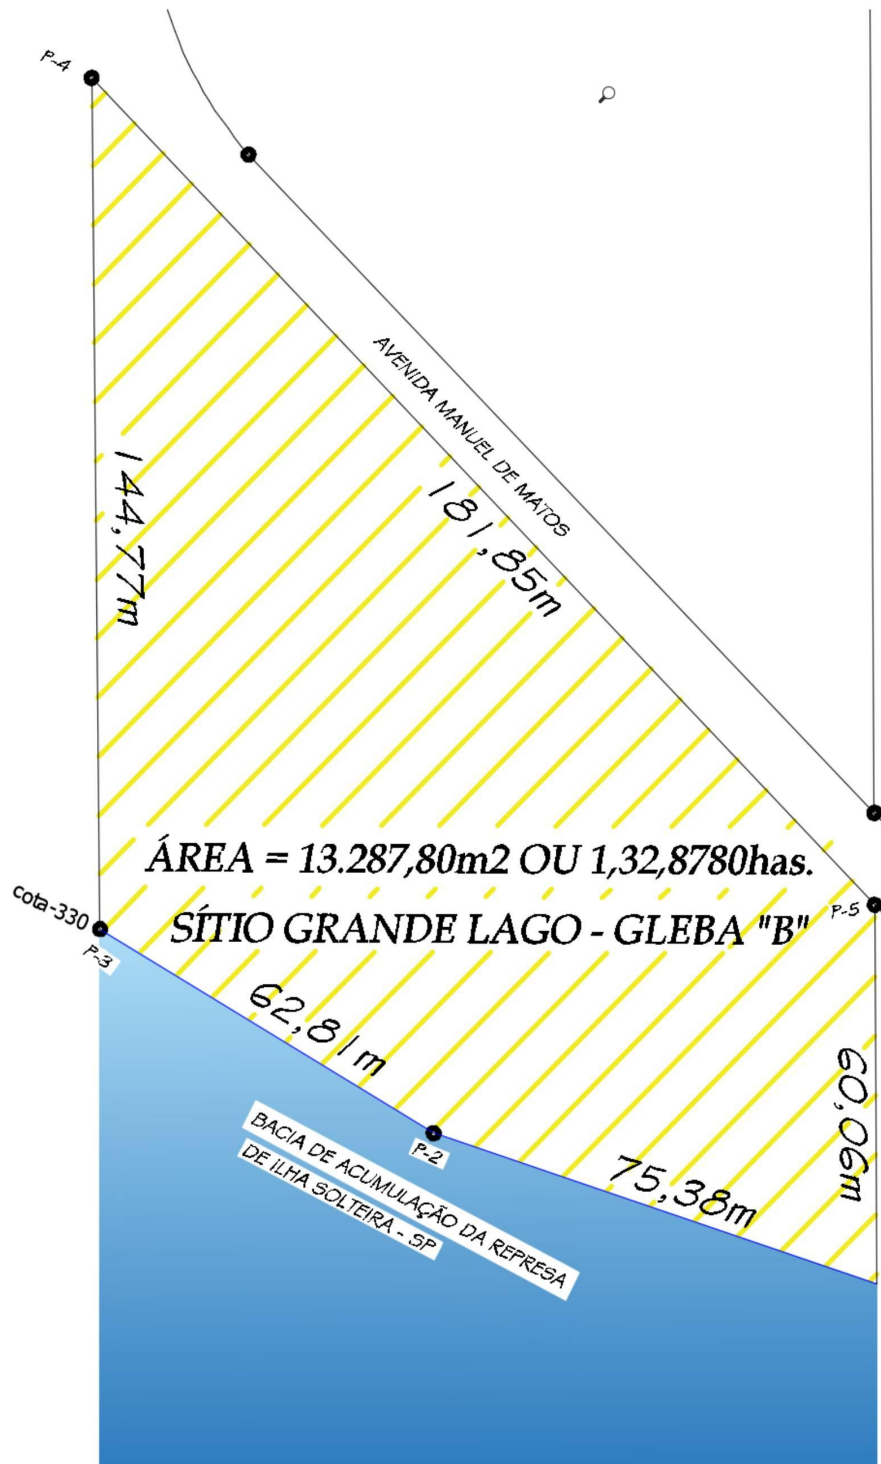 P-4
AVENIDA MANUEL DE MATOS
181,85m
144,77m
ÁREA = 13.287,80m2 OU 1,32,8780has.
P-5
cota-330
SÍTIO GRANDE LAGO - GLEBA "B"
P-3
62,81m
60,06m
P-2
75,38m
BACIA DE ACUMULAÇÃO DA REPRESA
DE ILHA SOLTEIRA - SP